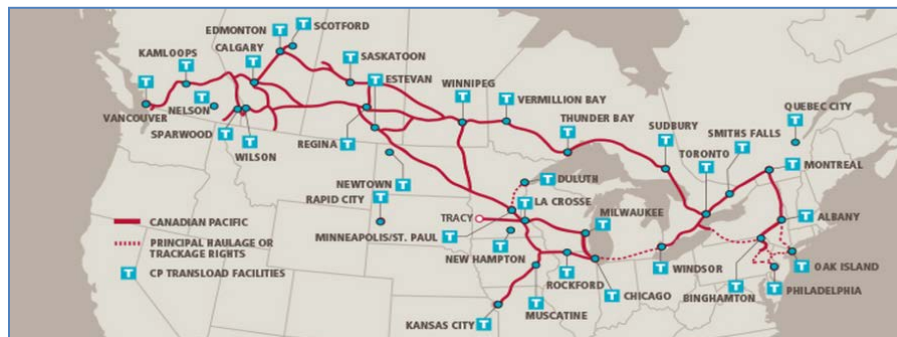 EDMONTON
SCOTFORD
CALGARY
KAMLOOPS
SASKATOON
ESTEVAN
WINNIPEG
VERMILLION BAY
THUNDER BAY
SUDBURY
QUEBEC CITY
SMITHS FALLS
TORONTO
MONTREAL
VANCOUVER
NELSON
SPARWOOD
WILSON
REGINA
NEWTOWN
RAPID CITY
DULUTH
LA CROSSE
TRACY
MILWAUKEE
ALBANY
MINNEAPOLIS/ST. PAUL
NEW HAMPTON
ROCKFORD
WINDSOR
OAK ISLAND
CHICAGO
BINGHAMTON
PHILADELPHIA
MUSCATINE
KANSAS CITY
CANADIAN PACIFIC
PRINCIPAL HAULAGE OR
TRACKAGE RIGHTS
T CP TRANSLOAD FACILITIES